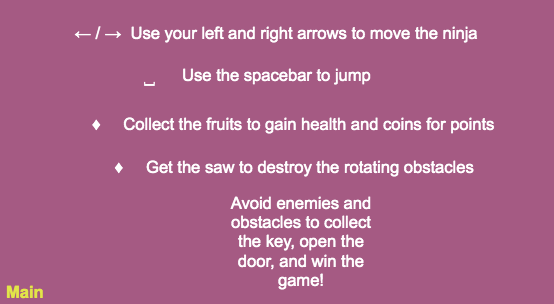 ←/→ Use your left and right arrows to move the ninja
⎵ Use the spacebar to jump
♦ Collect the fruits to gain health and coins for points
♦ Get the saw to destroy the rotating obstacles
Avoid enemies and
obstacles to collect
the key, open the
door, and win the
game!
Main